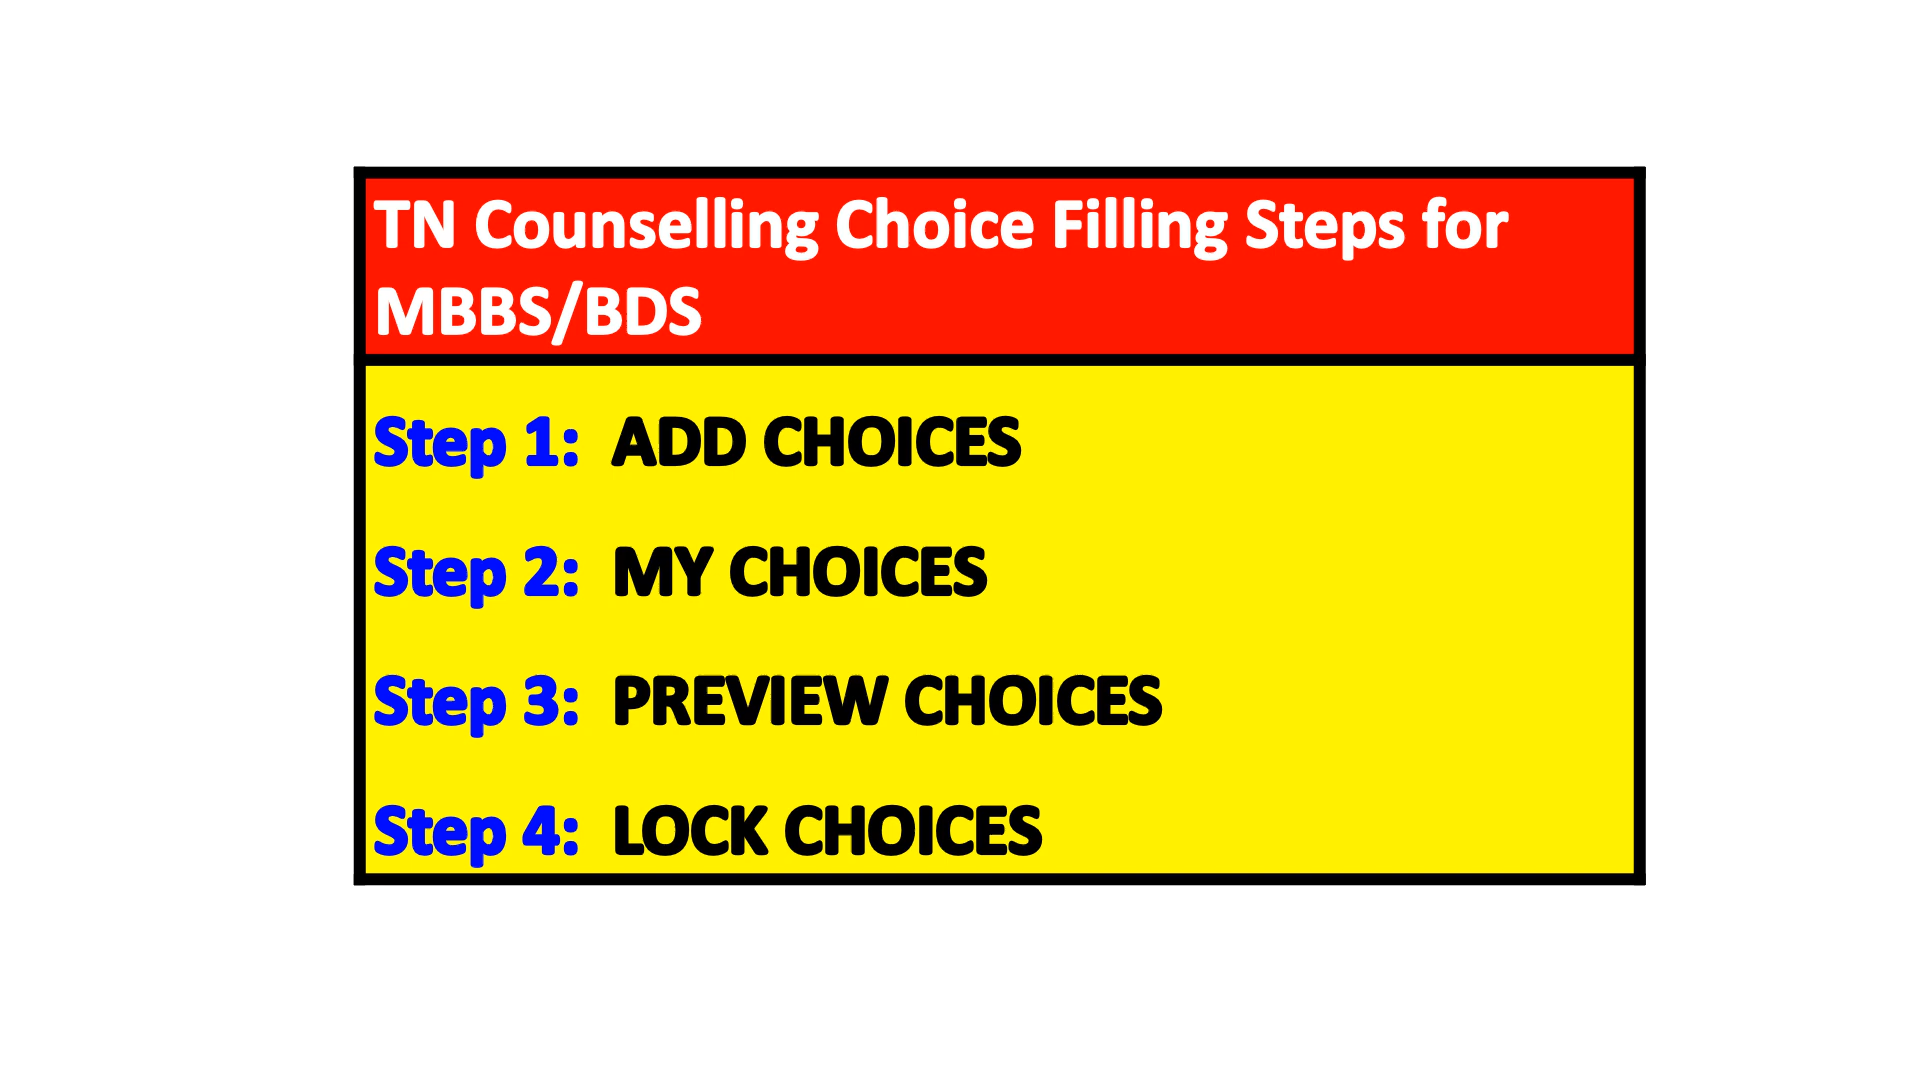 TN Counselling Choice Filling Steps for
MBBS/BDS
Step 1: ADD CHOICES
Step 2: MY CHOICES
Step 3: PREVIEW CHOICES
Step 4: LOCK CHOICES